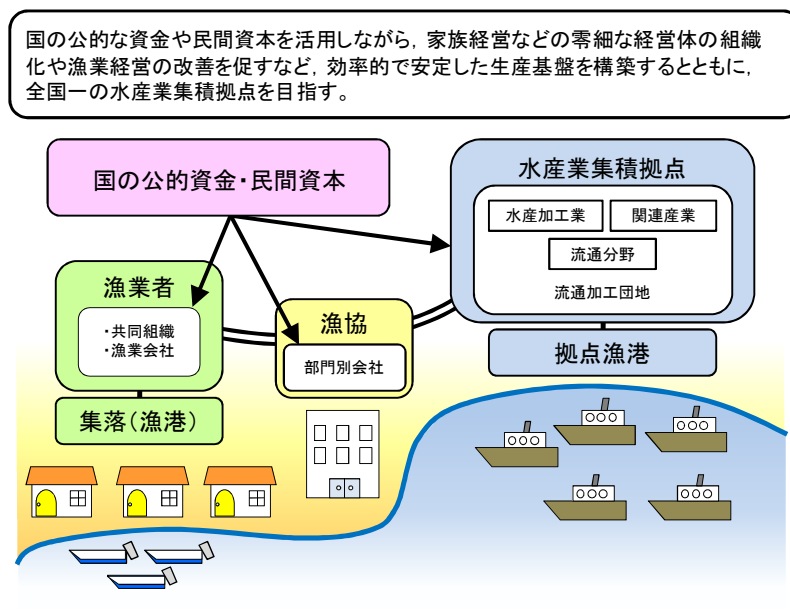 国の公的な資金や民間資本を活用しながら，家族経営などの零細な経営体の組織
化や漁業経営の改善を促すなど，効率的で安定した生産基盤を構築するとともに，
全国一の水産業集積拠点を目指す。
国の公的資金・民間資本
水産業集積拠点
水産加工業
関連産業
流通分野
流通加工団地
漁業者
・共同組織
・漁業会社
漁協
部門別会社
拠点漁港
集落（漁港）